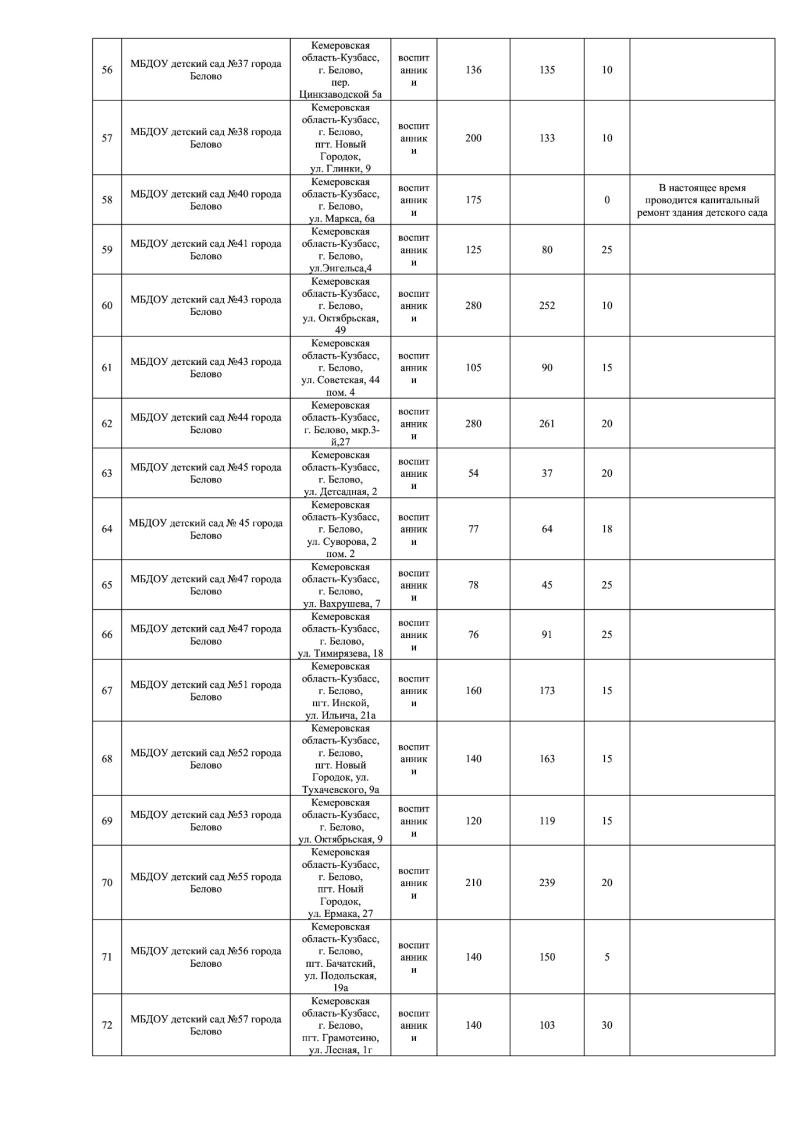 56
МБДОУ детский сад №37 города
Белово
Кемеровская
область-Кузбасс,
г. Белово,
пер.
Цинкзаводской 5а
воспит
анник
и
136
135
10
57
МБДОУ детский сад №38 города
Белово
Кемеровская
область-Кузбасс,
г. Белово,
пгт. Новый
Городок,
ул. Глинки, 9
воспит
анник
и
200
133
10
58
МБДОУ детский сад №40 города
Белово
Кемеровская
область-Кузбасс,
г. Белово,
ул. Маркса, 6а
воспит
анник
и
175
0
В настоящее время
проводится капитальный
ремонт здания детского сада
59
МБДОУ детский сад №41 города
Белово
Кемеровская
область-Кузбасс,
г. Белово,
ул.Энгельса,4
воспит
анник
и
125
80
25
60
МБДОУ детский сад №43 города
Белово
Кемеровская
область-Кузбасс,
г. Белово,
ул. Октябрьская,
49
воспит
анник
и
280
252
10
61
МБДОУ детский сад №43 города
Белово
Кемеровская
область-Кузбасс,
г. Белово,
ул. Советская, 44
пом. 4
воспит
анник
и
105
90
15
62
МБДОУ детский сад №44 города
Белово
Кемеровская
область-Кузбасс,
г. Белово, мкр.3-
й,27
воспит
анник
и
280
261
20
63
МБДОУ детский сад №45 города
Белово
Кемеровская
область-Кузбасс,
г. Белово,
ул. Детсадная, 2
воспит
анник
и
54
37
20
64
МБДОУ детский сад № 45 города
Белово
Кемеровская
область-Кузбасс,
г. Белово,
ул. Суворова, 2
пом. 2
воспит
анник
и
77
64
18
65
МБДОУ детский сад №47 города
Белово
Кемеровская
область-Кузбасс,
г. Белово,
ул. Вахрушева, 7
воспит
анник
и
78
45
25
66
МБДОУ детский сад №47 города
Белово
Кемеровская
область-Кузбасс,
г. Белово,
ул. Тимирязева, 18
воспит
анник
и
76
91
25
67
МБДОУ детский сад №51 города
Белово
Кемеровская
область-Кузбасс,
г. Белово,
пгт. Инской,
ул. Ильича, 21а
воспит
анник
и
160
173
15
68
МБДОУ детский сад №52 города
Белово
Кемеровская
область-Кузбасс,
г. Белово,
пгт. Новый
Городок, ул.
Тухачевского, 9а
воспит
анник
и
140
163
15
69
МБДОУ детский сад №53 города
Белово
Кемеровская
область-Кузбасс,
г. Белово,
ул. Октябрьская, 9
воспит
анник
и
120
119
15
70
МБДОУ детский сад №55 города
Белово
Кемеровская
область-Кузбасс,
г. Белово,
пгт. Ноый
Городок,
ул. Ермака, 27
воспит
анник
и
210
239
20
71
МБДОУ детский сад №56 города
Белово
Кемеровская
область-Кузбасс,
г. Белово,
пгт. Бачатский,
ул. Подольская,
19а
воспит
анник
и
140
150
5
72
МБДОУ детский сад №57 города
Белово
Кемеровская
область-Кузбасс,
г. Белово,
пгт. Грамотеино,
ул. Лесная, 1г
воспит
анник
и
140
103
30